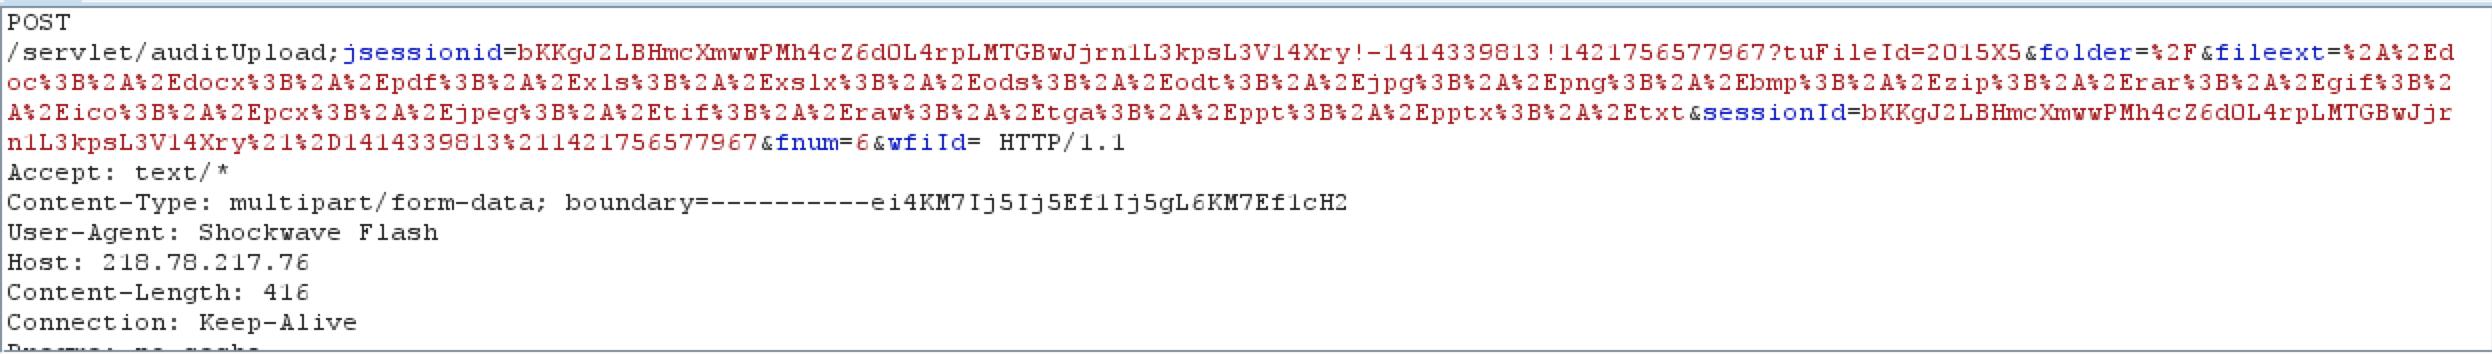 POST
/servlet/auditUpload;jsessionid=bKKgJ2LBHmcXmwwPMh4cZ6dOL4rpLMTGBwJjrn1L3kpsL3V14Xry!-1414339813!1421756577967?tuFileId=2015X5&folder=%2F&fileext=%2A%2Ed
oc%3B%2A%2Edocx%3B%2A%2Epdf%3B%2A%2Exls%3B%2A%2Exslx%3B%2A%2Eods%3B%2A%2Eodt%3B%2A%2Ejpg%3B%2A%2Epng%3B%2A%2Ebmp%3B%2A%2Ezip%3B%2A%2Erar%3B%2A%2Egif%3B%2
A%2Eico%3B%2A%2Epcx%3B%2A%2Ejpeg%3B%2A%2Etif%3B%2A%2Eraw%3B%2A%2Etga%3B%2A%2Eppt%3B%2A%2Epptx%3B%2A%2Etxt&sessionId=bKKgJ2LBHmcXmwwPMh4cZ6dOL4rpLMTGBwJjr
n1L3kpsL3V14Xry%21%2D1414339813%211421756577967&fnum=6&wfiId= HTTP/1.1
Accept: text/*
Content-Type: multipart/form-data; boundary=----------ei4KM7Ij5Ij5Ef1Ij5gL6KM7Ef1cH2
User-Agent: Shockwave Flash
Host: 218.78.217.76
Content-Length: 416
Connection: Keep-Alive